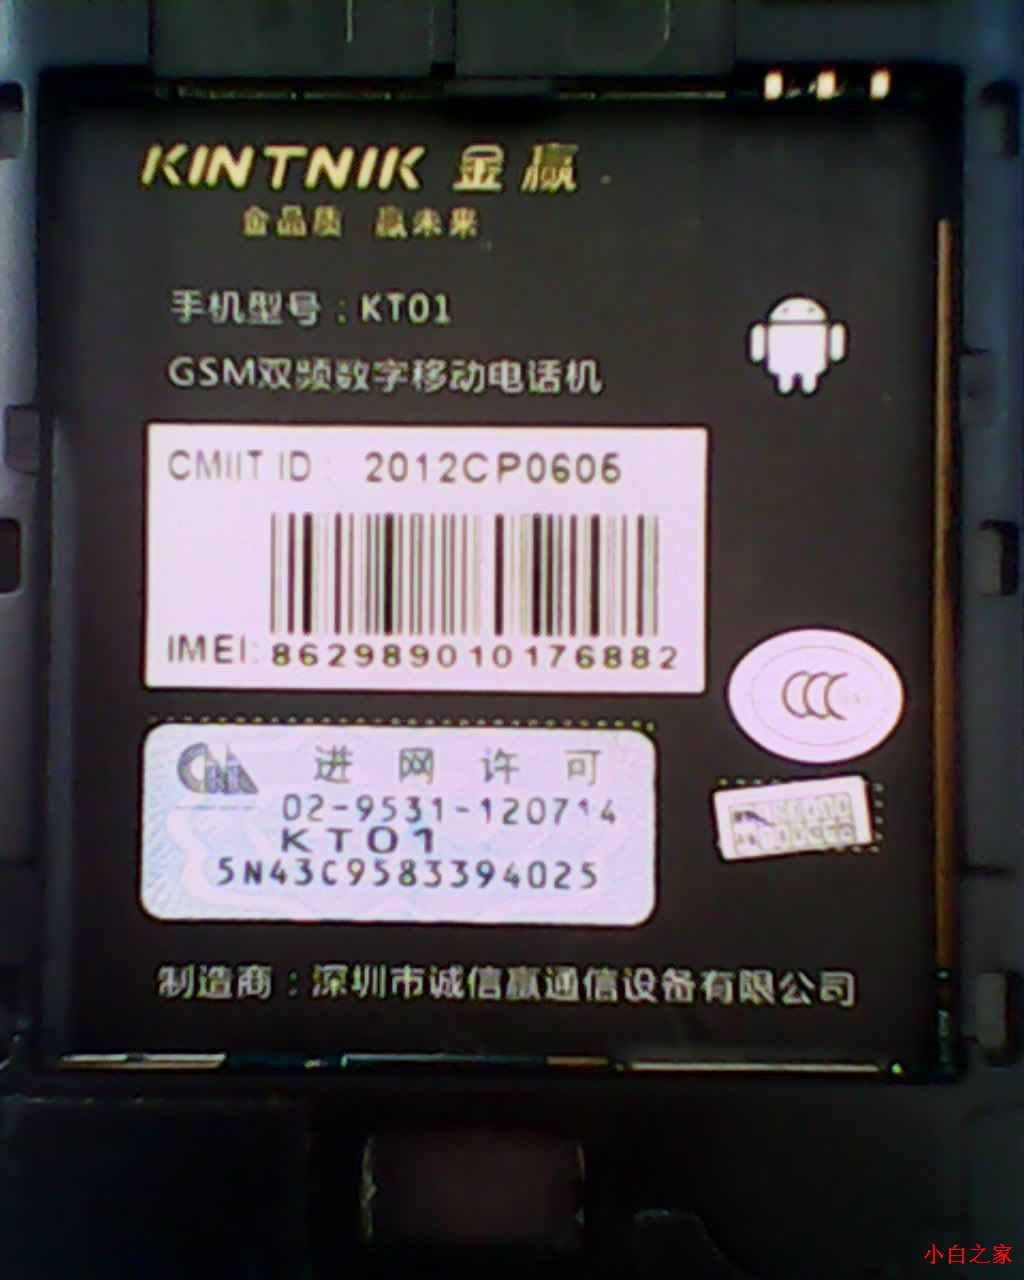 KINTNIK 金赢
金品质 赢未来
手机型号：KT01
GSM双频数字移动电话机
CMIIT ID: 2012CP0606
IMEI: 862989010176882
进网许可
02-9531-120714
KT01
5N43C9583394025
CCC
制造商：深圳市诚信赢通信设备有限公司
小白之家